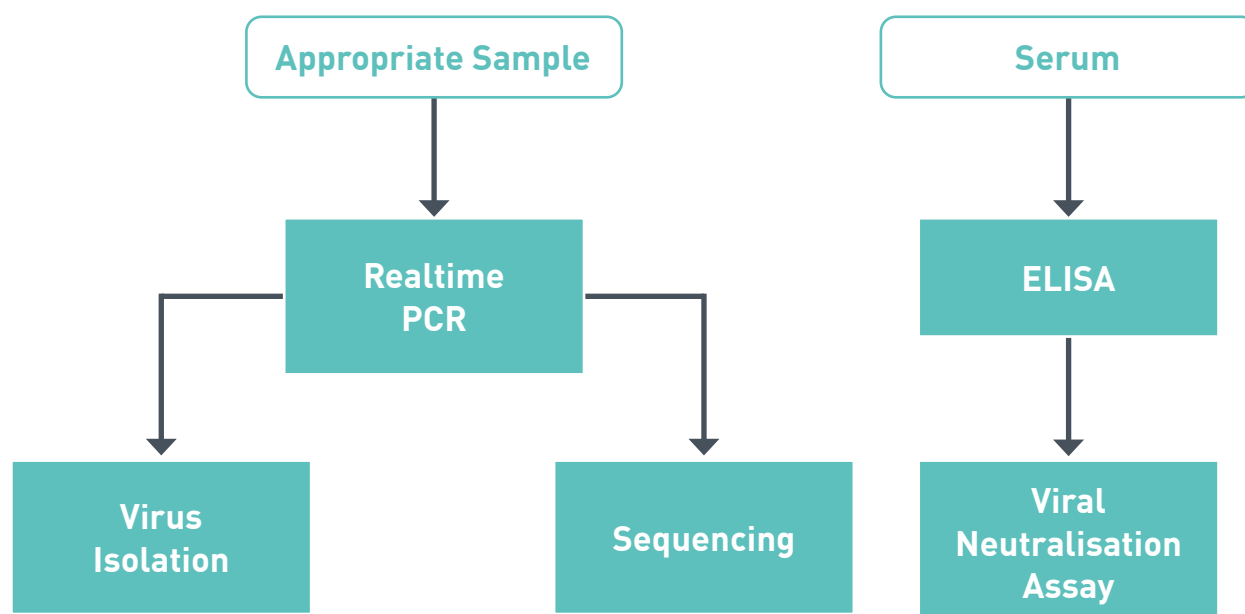 Appropriate Sample
Serum
Realtime
PCR
ELISA
Virus
Isolation
Sequencing
Viral
Neutralisation
Assay